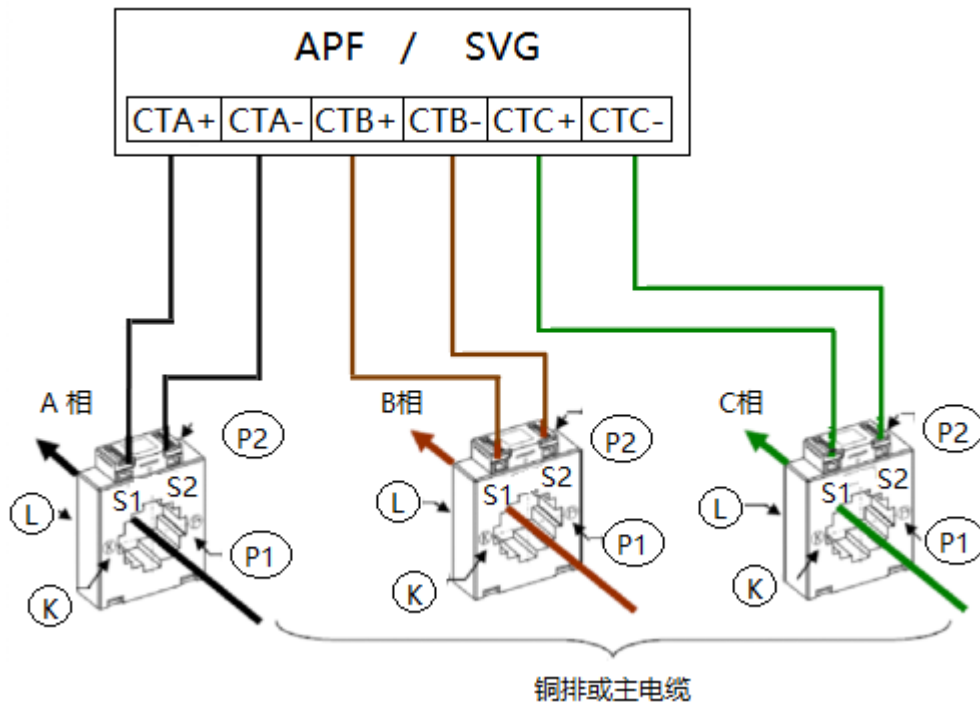 APF / SVG
CTA+ CTA- CTB+ CTB- CTC+ CTC-
A相 B相 C相
P2 P2 P2
S1 S2 S1 S2 S1 S2
L L L
P1 P1 P1
K K K
铜排或主电缆